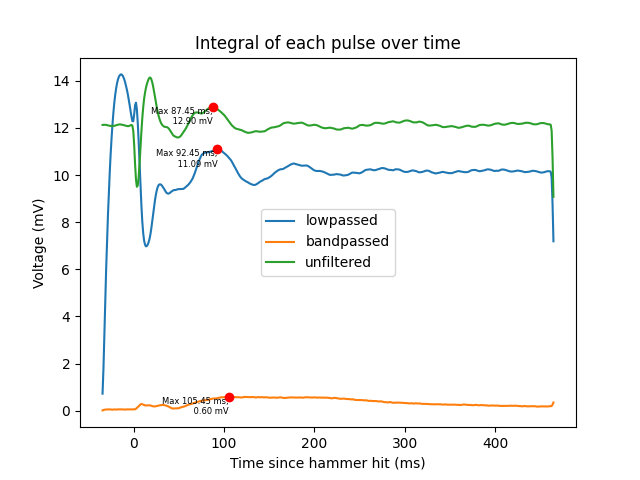 Integral of each pulse over time
Voltage (mV)
14
12
10
8
6
4
2
0
Max 87.45 ms,
12.90 mV
Max 92.45 ms,
11.09 mV
Max 105.45 ms,
0.60 mV
lowpassed
bandpassed
unfiltered
0 100 200 300 400
Time since hammer hit (ms)